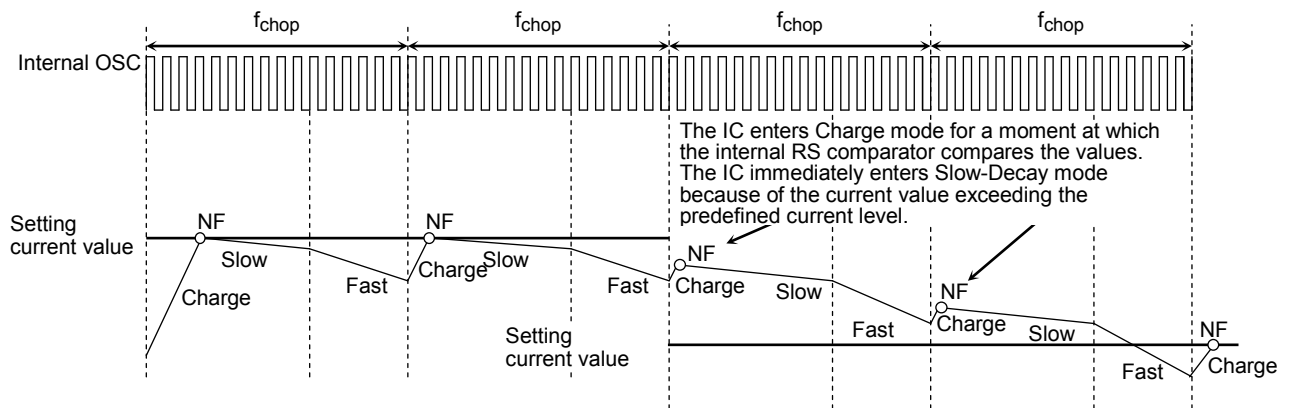 fchop fchop fchop fchop
Internal OSC
The IC enters Charge mode for a moment at which
the internal RS comparator compares the values.
The IC immediately enters Slow-Decay mode
because of the current value exceeding the
predefined current level.
Setting
current value
NF
Slow
Charge
Fast
NF
Charge
Slow
Fast
NF
Charge
Slow
Fast
NF
Charge
Slow
Fast
NF
Charge
Setting
current value